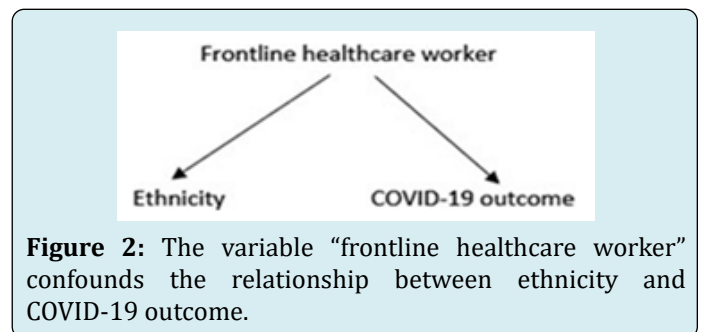 Frontline healthcare worker
Ethnicity COVID-19 outcome
Figure 2: The variable “frontline healthcare worker”
confounds the relationship between ethnicity and
COVID-19 outcome.